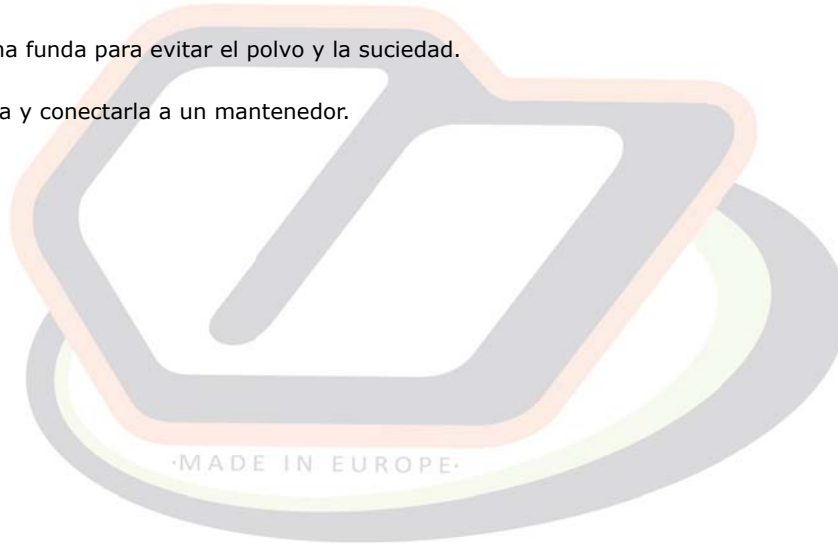 na funda para evitar el polvo y la suciedad.
a y conectarla a un mantenedor.
·MADE IN EUROPE·